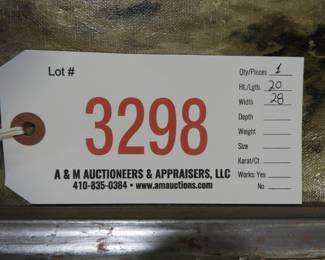 Lot #
3298
A & M AUCTIONEERS & APPRAISERS, LLC
410-835-0384 • www.amauctions.com
Qty/Pieces 1
Ht./Lgth 20
Width 28
Depth
Weight
Size
Karat/Ct
Works: Yes
No